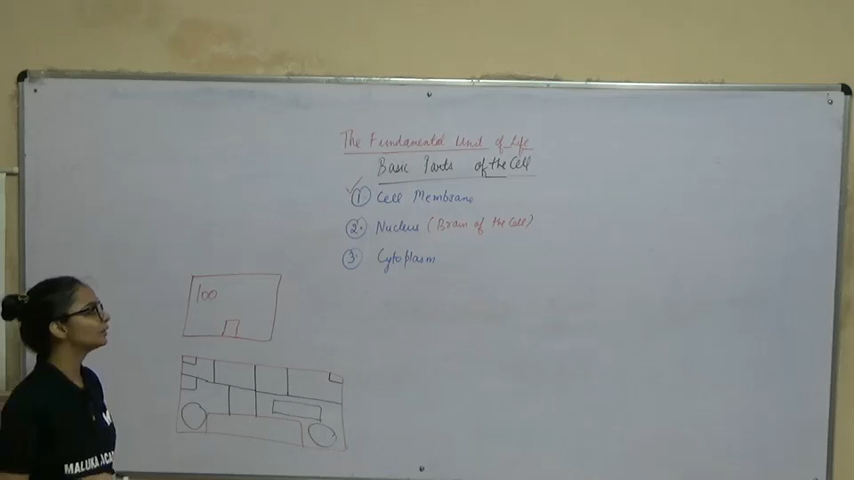 The Fundamental Unit of Life
Basic Parts of the Cell
1. Cell Membrane
2. Nucleus (Brain of the Cell)
3. Cytoplasm
100
MALUKA